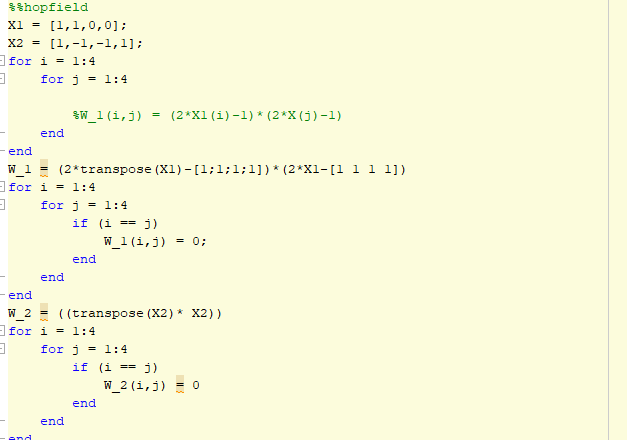 %%hopfield
X1 = [1,1,0,0];
X2 = [1,-1,-1,1];
for i = 1:4
    for j = 1:4
        %W_1(i,j) = (2*X1(i)-1)*(2*X(j)-1)
    end
end
W_1 = (2*transpose(X1)-[1;1;1;1])*(2*X1-[1 1 1 1])
for i = 1:4
    for j = 1:4
        if (i == j)
            W_1(i,j) = 0;
        end
    end
end
W_2 = ((transpose(X2)* X2))
for i = 1:4
    for j = 1:4
        if (i == j)
            W_2(i,j) = 0
        end
    end
end